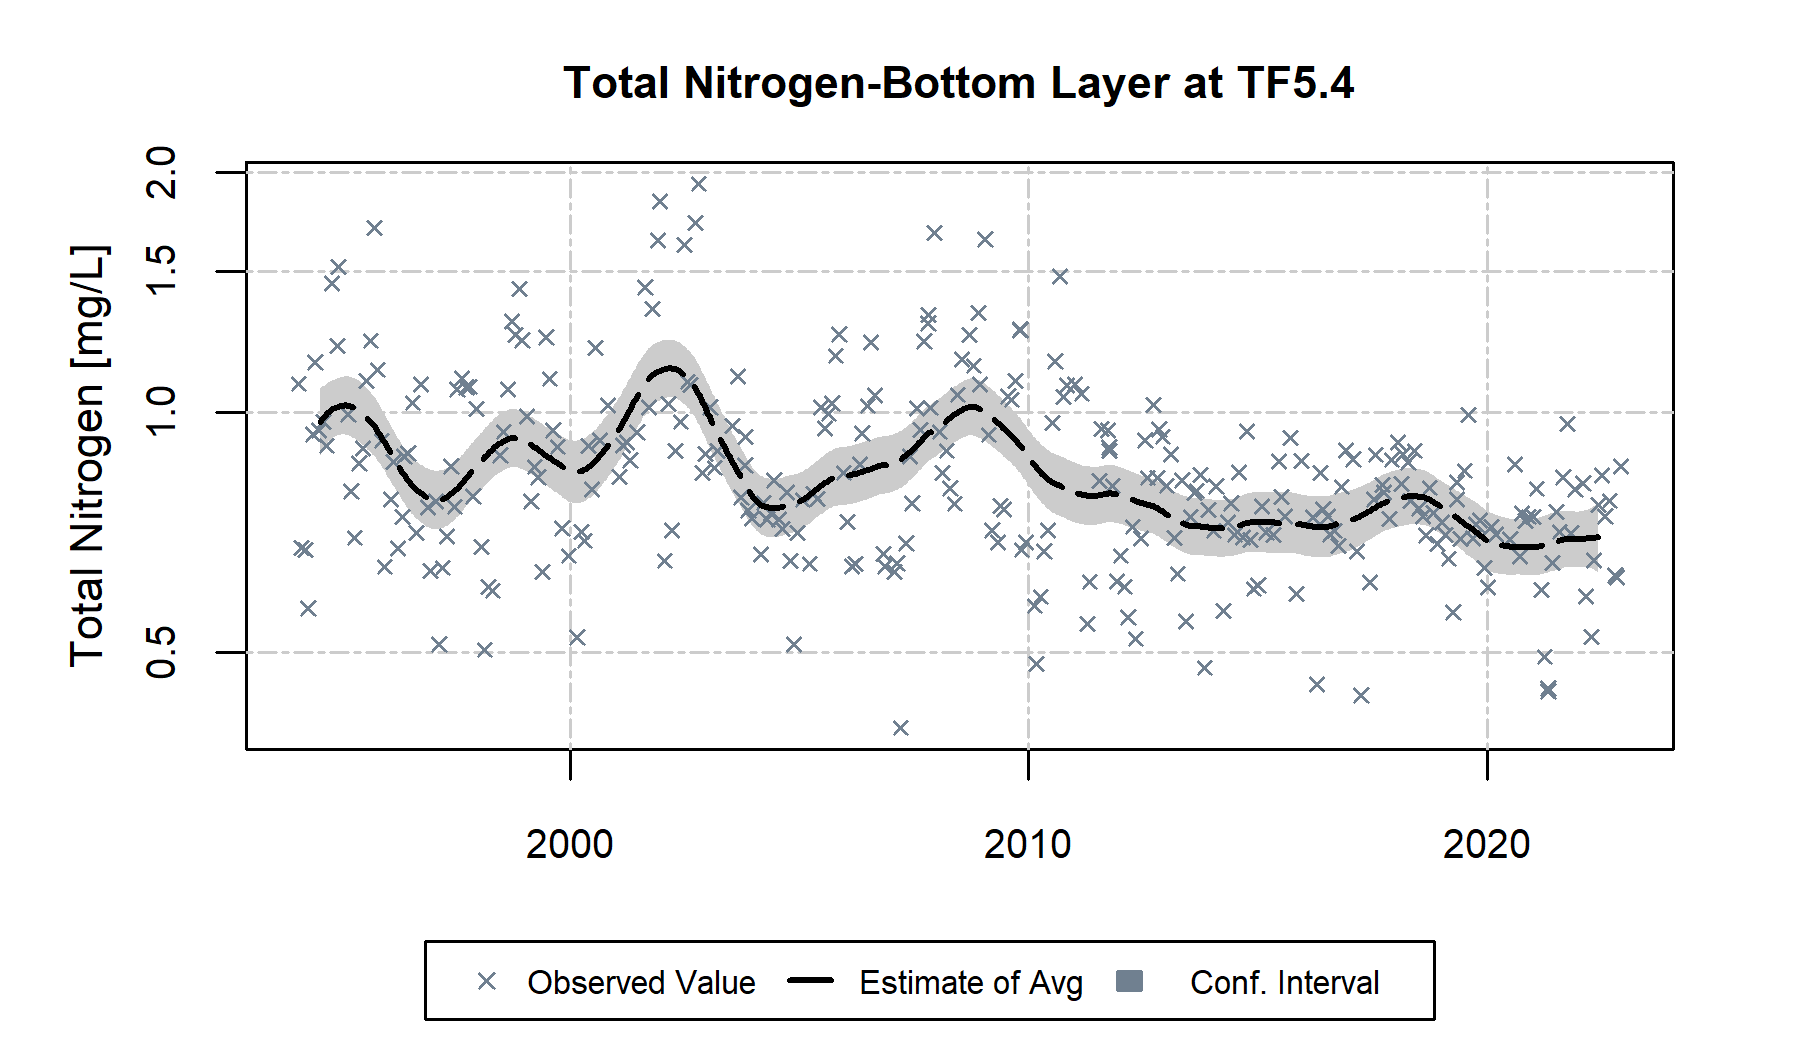 Total Nitrogen-Bottom Layer at TF5.4
Total Nitrogen [mg/L]
2.0
1.5
1.0
0.5
2000 2010 2020
Observed Value Estimate of Avg Conf. Interval